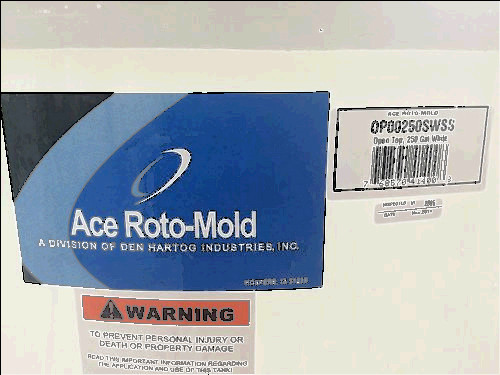 Ace Roto-Mold
A DIVISION OF DEN HARTOG INDUSTRIES, INC.
ACE ROTO-MOLD
OP00250SWSS
Open Top, 250 Gal White
WARNING
TO PREVENT PERSONAL INJURY OR
DEATH OR PROPERTY DAMAGE
READ THIS IMPORTANT INFORMATION REGARDING
THE APPLICATION AND USE OF THIS TANK!